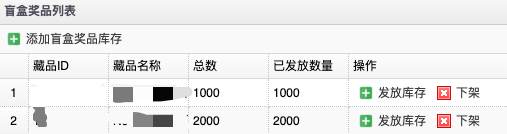 盲盒奖品列表
添加盲盒奖品库存
藏品ID 藏品名称 总数 已发放数量 操作
1 1000 1000 发放库存 下架
2 2000 2000 发放库存 下架